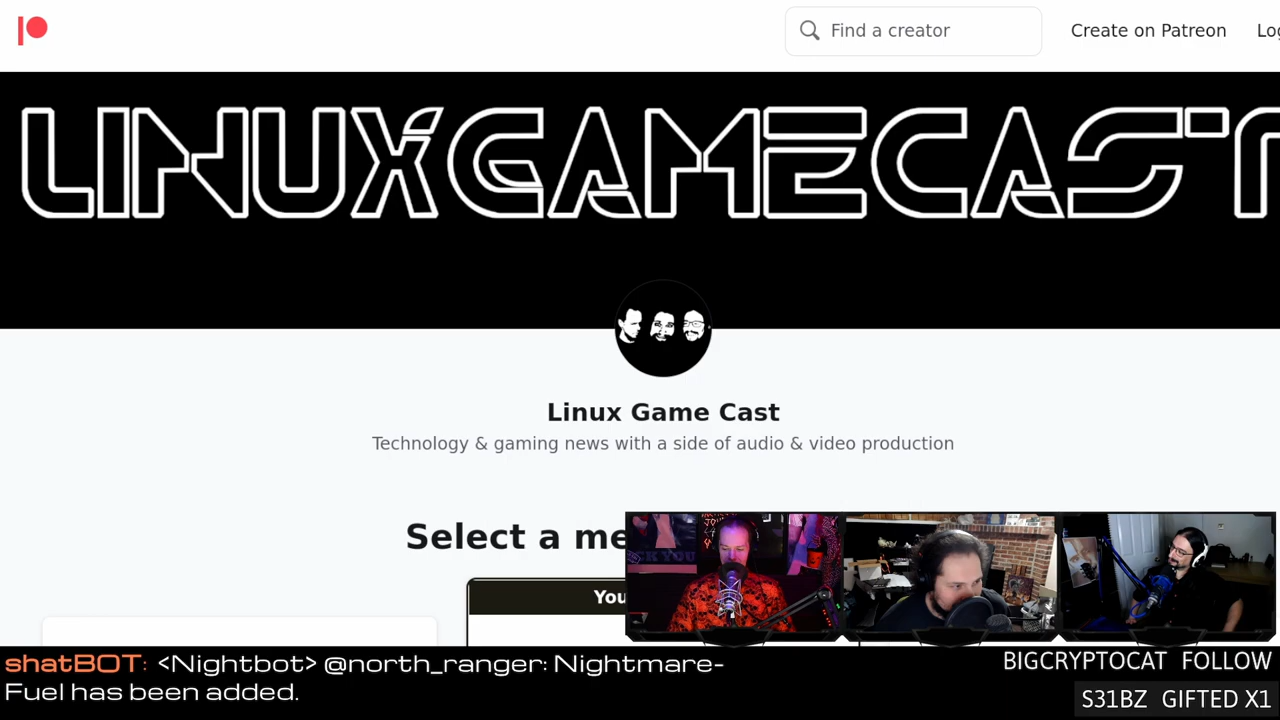 Find a creator
Create on Patreon
LINUXGAMECAST
Linux Game Cast
Technology & gaming news with a side of audio & video production
Select a me
You
shatBOT: <Nightbot> @north_ranger: Nightmare-
Fuel has been added.
BIGCRYPTOCAT FOLLOW
S31BZ GIFTED X1